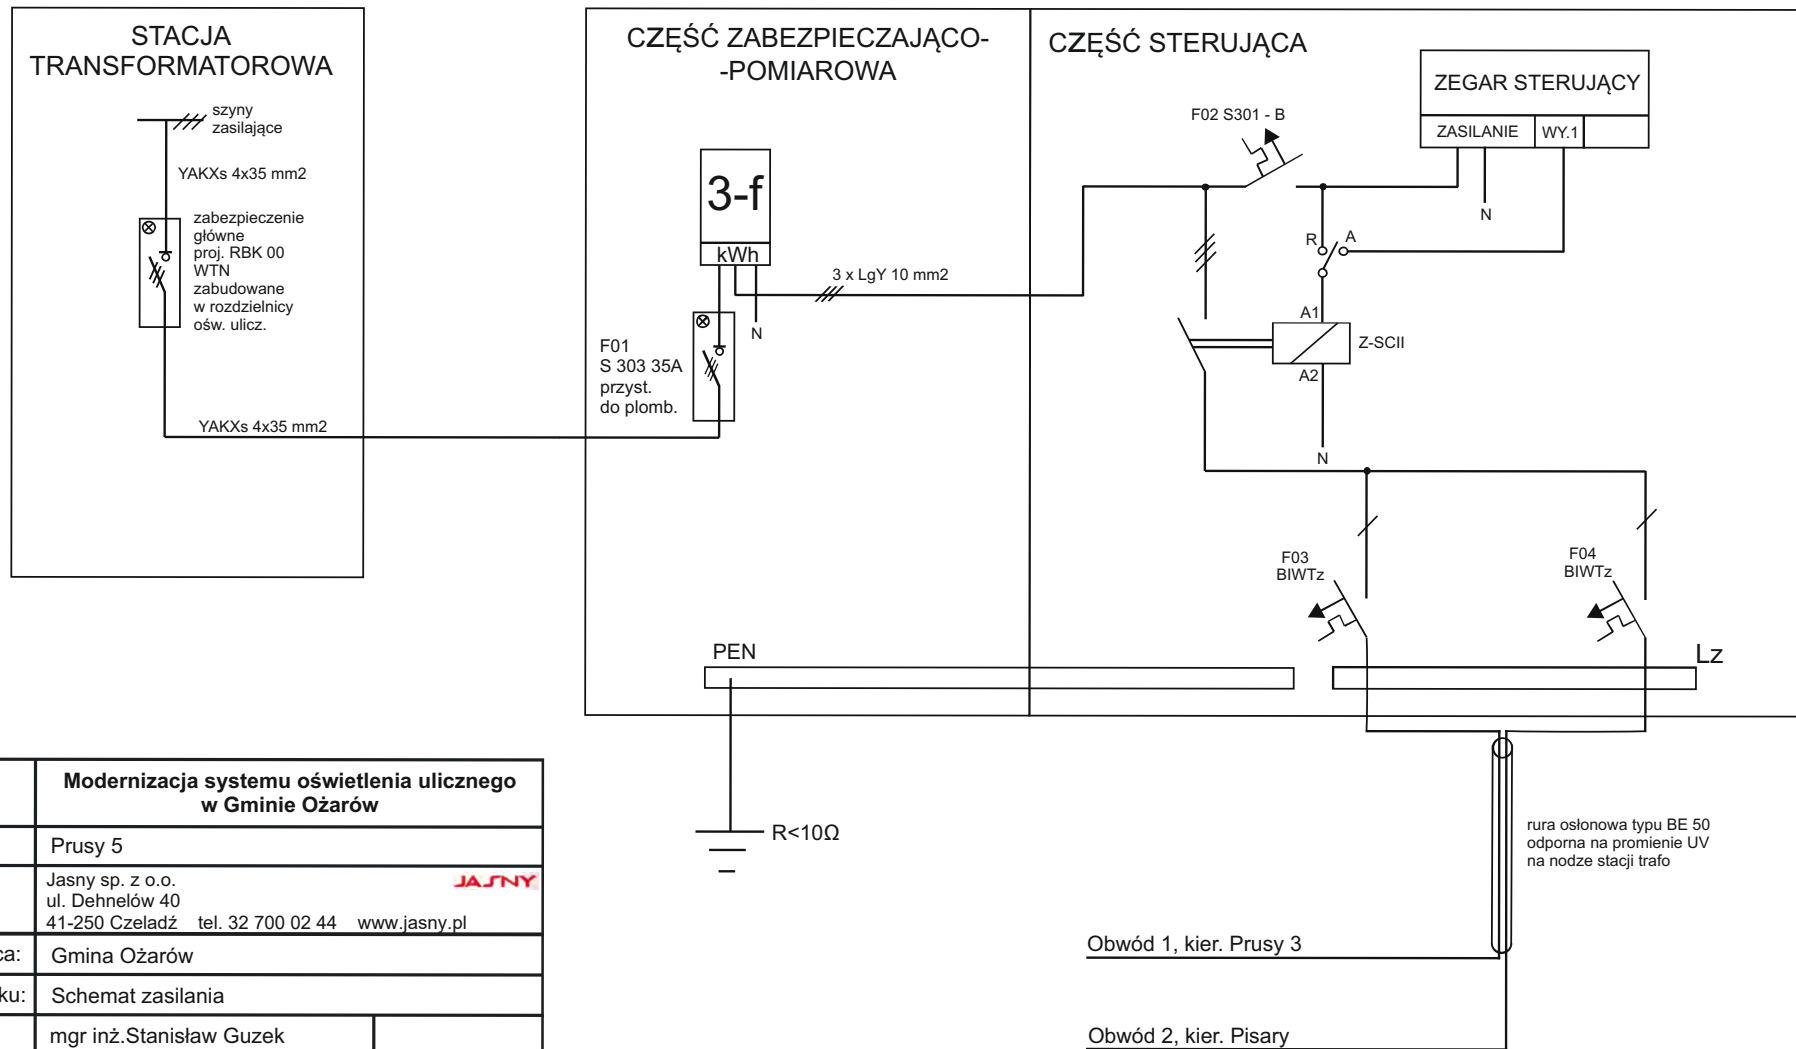 STACJA
TRANSFORMATOROWA
szyny
zasilające
YAKXs 4x35 mm2
zabezpieczenie
główne
proj. RBK 00
WTN
zabudowane
w rozdzielnicy
ośw. ulicz.
YAKXs 4x35 mm2
CZĘŚĆ ZABEZPIECZAJĄCO-
-POMIAROWA
3-f
kWh
N
3 x LgY 10 mm2
F01
S 303 35A
przyst.
do plomb.
PEN
R<10Ω
CZĘŚĆ STERUJĄCA
F02 S301 - B
ZEGAR STERUJĄCY
ZASILANIE WY.1
N
R A
A1
Z-SCII
A2
N
F03
BIWTz
F04
BIWTz
Lz
rura osłonowa typu BE 50
odporna na promienie UV
na nodze stacji trafo
Obwód 1, kier. Prusy 3
Obwód 2, kier. Pisary
Modernizacja systemu oświetlenia ulicznego
w Gminie Ożarów
Prusy 5
Jasny sp. z o.o. JASNY
ul. Dehnelów 40
41-250 Czeladź tel. 32 700 02 44 www.jasny.pl
ca: Gmina Ożarów
ku: Schemat zasilania
mgr inż.Stanisław Guzek